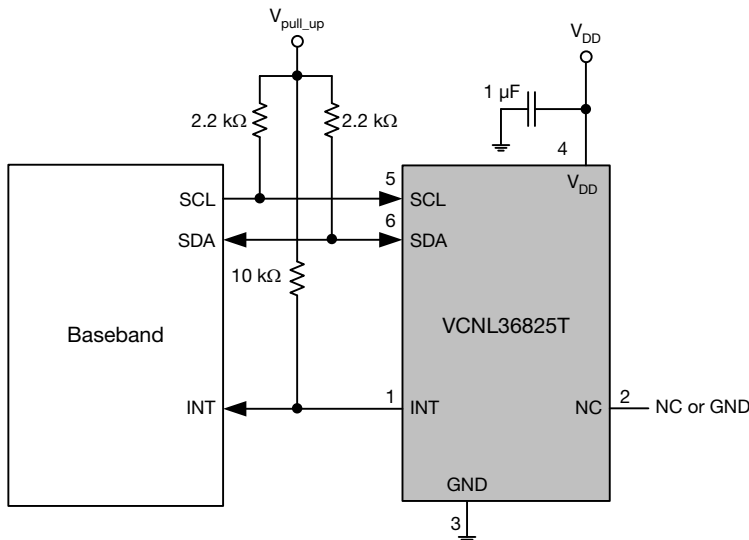 Vpull_up
VDD
1 µF
2.2 kΩ 2.2 kΩ
4
VDD
5
SCL SCL
6
SDA SDA
10 kΩ
Baseband VCNL36825T
1 2
INT INT NC NC or GND
GND
3